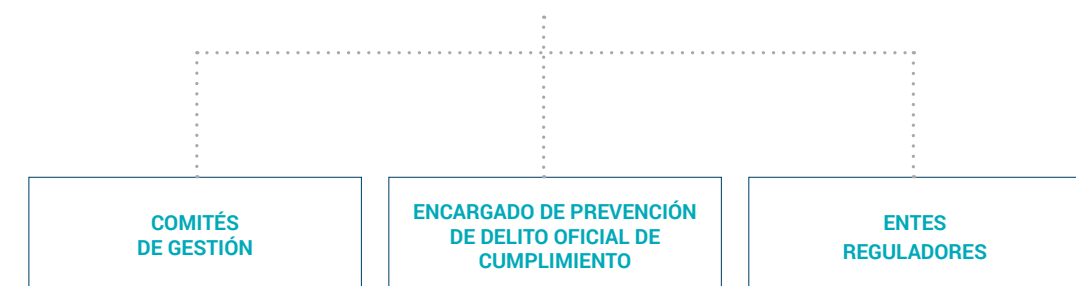 COMITÉS
DE GESTIÓN
ENCARGADO DE PREVENCIÓN
DE DELITO OFICIAL DE
CUMPLIMIENTO
ENTES
REGULADORES